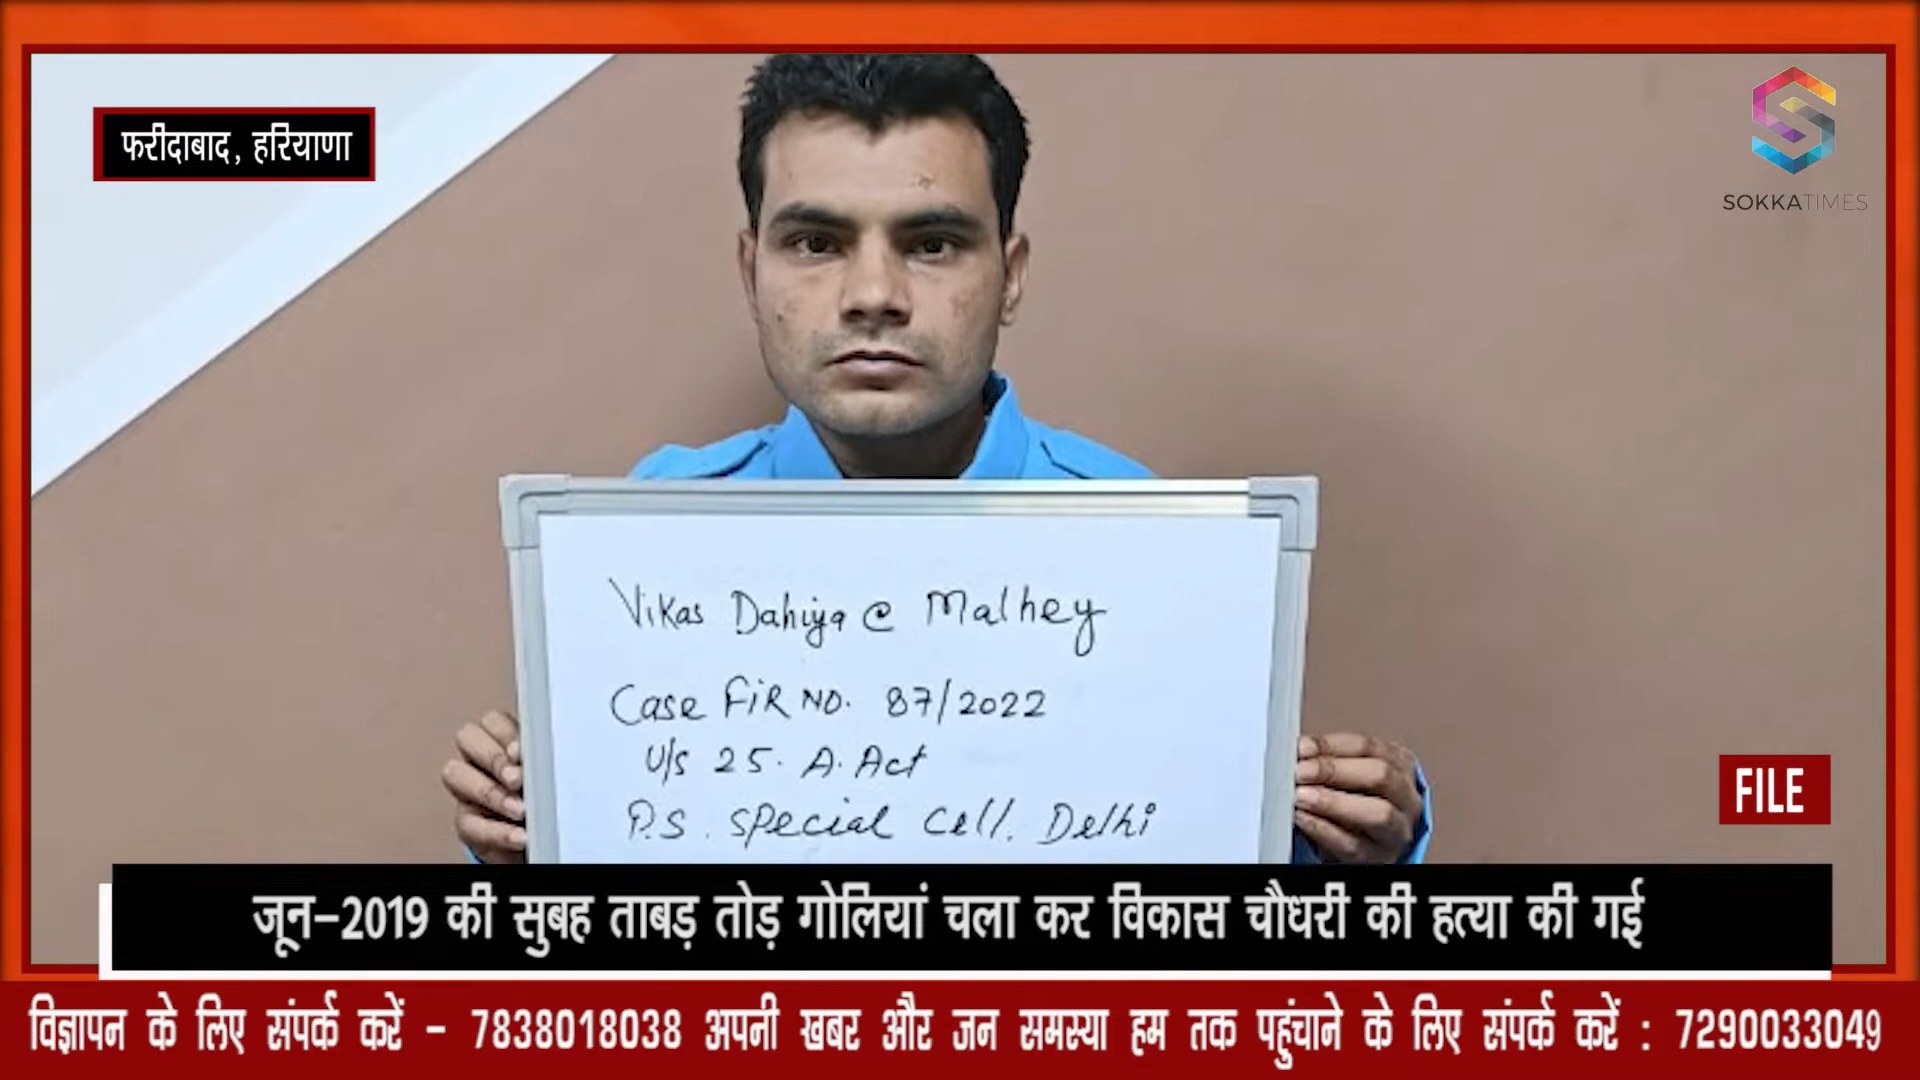 फरीदाबाद, हरियाणा
SOKKATIMES
Vikas Dahiya @ Malhey
Case FIR NO. 87/2022
U/S 25. A. Act
P.S. Special Cell. Delhi
FILE
जून-2019 की सुबह ताबड़ तोड़ गोलियां चला कर विकास चौधरी की हत्या की गई
विज्ञापन के लिए संपर्क करें - 7838018038 अपनी खबर और जन समस्या हम तक पहुंचाने के लिए संपर्क करें : 7290033049